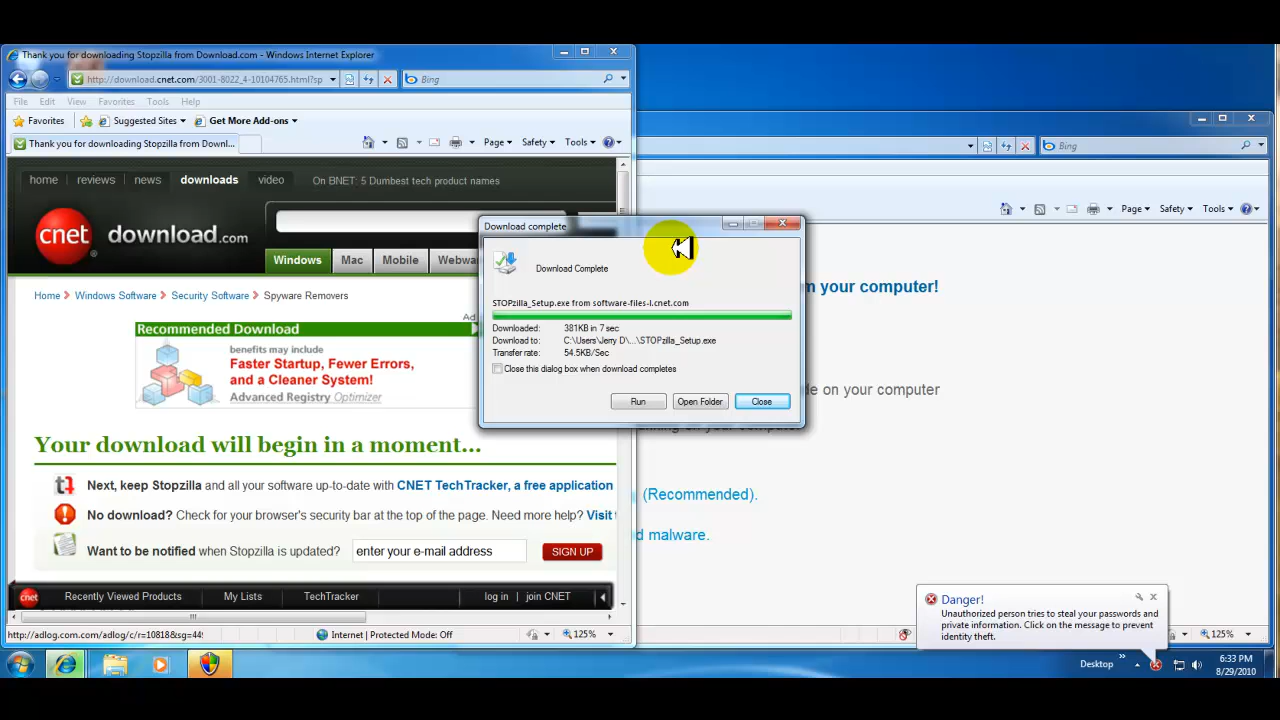 Thank you for downloading Stopzilla from Download.com - Windows Internet Explorer
http://download.cnet.com/3001-8022_4-10104765.html?sp
Bing
File Edit View Favorites Tools Help
Favorites Suggested Sites Get More Add-ons
Thank you for downloading Stopzilla from Downl...
Page Safety Tools
home reviews news downloads video On BNET: 5 Dumbest tech product names
cnet download.com
Windows Mac Mobile Webwa
Home Windows Software Security Software Spyware Removers
Ad
Recommended Download
benefits may include
Faster Startup, Fewer Errors,
and a Cleaner System!
Advanced Registry Optimizer
Your download will begin in a moment...
Next, keep Stopzilla and all your software up-to-date with CNET TechTracker, a free application
No download? Check for your browser's security bar at the top of the page. Need more help? Visit
Want to be notified when Stopzilla is updated? enter your e-mail address SIGN UP
cnet Recently Viewed Products My Lists TechTracker log in | join CNET
http://adlog.com.com/adlog/c/r=10818&sg=44 Internet | Protected Mode: Off 125%
Download complete
Download Complete
STOPzilla_Setup.exe from software-files-l.cnet.com
Downloaded: 381KB in 7 sec
Download to: C:\Users\Jerry D\...\STOPzilla_Setup.exe
Transfer rate: 54.5KB/Sec
Close this dialog box when download completes
Run Open Folder Close
Bing
Page Safety Tools
m your computer!
de on your computer
(Recommended).
d malware.
Danger!
Unauthorized person tries to steal your passwords and
private information. Click on the message to prevent
identity theft.
125%
Desktop
6:33 PM
8/29/2010